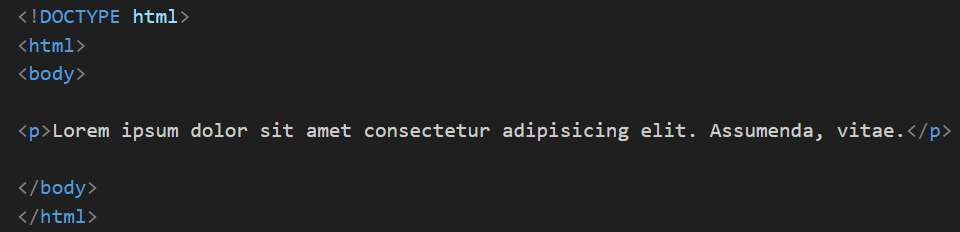 <!DOCTYPE html>
<html>
<body>
<p>Lorem ipsum dolor sit amet consectetur adipisicing elit. Assumenda, vitae.</p>
</body>
</html>